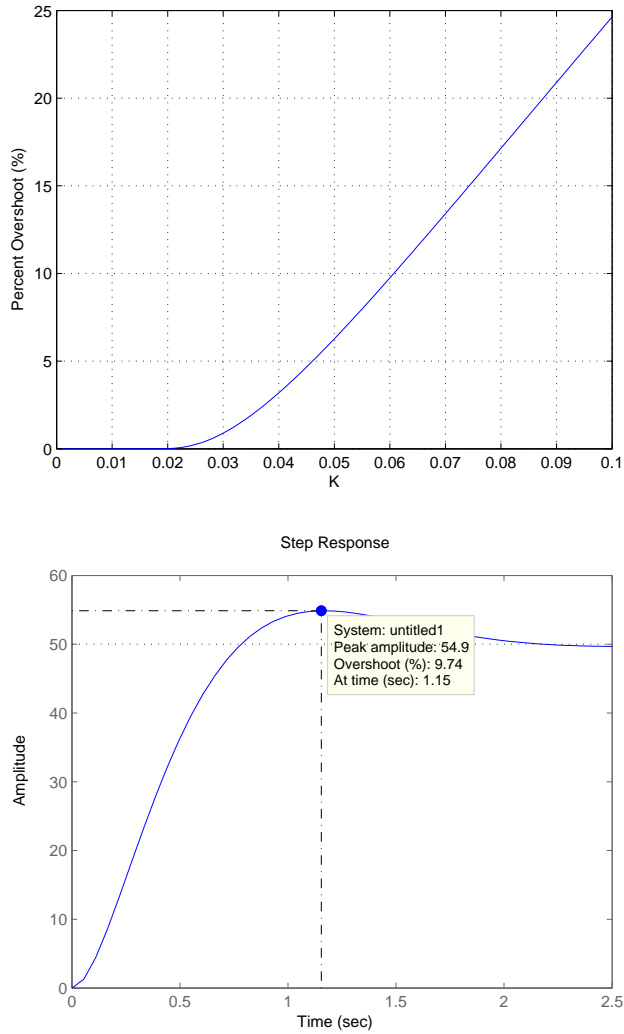 25
20
15
10
5
0
Percent Overshoot (%)
0 0.01 0.02 0.03 0.04 0.05 0.06 0.07 0.08 0.09 0.1
K
Step Response
60
50
40
30
20
10
0
Amplitude
System: untitled1
Peak amplitude: 54.9
Overshoot (%): 9.74
At time (sec): 1.15
0 0.5 1 1.5 2 2.5
Time (sec)